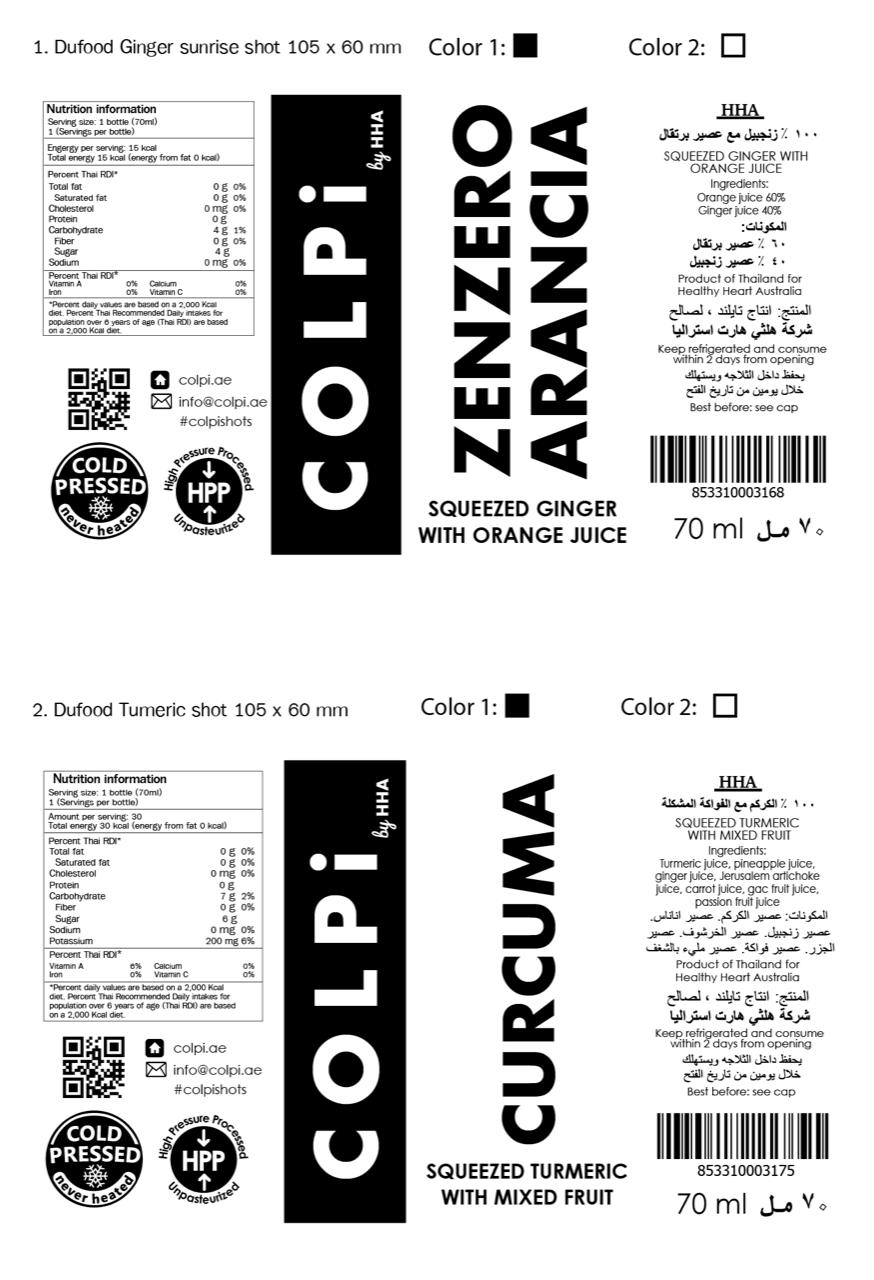 1. Dufood Ginger sunrise shot 105 x 60 mm
Color 1:
Color 2:
Nutrition information
Serving size: 1 bottle (70ml)
1 (Servings per bottle)
Engergy per serving: 15 kcal
Total energy 15 kcal (energy from fat 0 kcal)
Percent Thai RDI*
Total fat 0 g 0%
Saturated fat 0 g 0%
Cholesterol 0 mg 0%
Protein 0 g
Carbohydrate 4 g 1%
Fiber 0 g 0%
Sugar 4 g
Sodium 0 mg 0%
Percent Thai RDI*
Vitamin A 0% Calcium 0%
Iron 0% Vitamin C 0%
*Percent daily values are based on a 2,000 Kcal
diet. Percent Thai Recommended Daily intakes for
population over 6 years of age (Thai RDI) are based
on a 2,000 Kcal diet.
colpi.ae
info@colpi.ae
#colpishots
COLD
PRESSED
never heated
High Pressure Processed
HPP
Unpasteurized
COLPi
by HHA
ZENZERO
ARANCIA
SQUEEZED GINGER
WITH ORANGE JUICE
HHA
١٠٠ ٪ زنجبيل مع عصير برتقال
SQUEEZED GINGER WITH
ORANGE JUICE
Ingredients:
Orange juice 60%
Ginger juice 40%
المكونات:
٦٠ ٪ عصير برتقال
٤٠ ٪ عصير زنجبيل
Product of Thailand for
Healthy Heart Australia
المنتج: انتاج تايلند ، لصالح
شركة هلثي هارت استراليا
Keep refrigerated and consume
within 2 days from opening
يحفظ داخل الثلاجه ويستهلك
خلال يومين من تاريخ الفتح
Best before: see cap
853310003168
70 ml ٧٠ مل
2. Dufood Tumeric shot 105 x 60 mm
Color 1:
Color 2:
Nutrition information
Serving size: 1 bottle (70ml)
1 (Servings per bottle)
Amount per serving: 30
Total energy 30 kcal (energy from fat 0 kcal)
Percent Thai RDI*
Total fat 0 g 0%
Saturated fat 0 g 0%
Cholesterol 0 mg 0%
Protein 0 g
Carbohydrate 7 g 2%
Fiber 0 g 0%
Sugar 6 g
Sodium 0 mg 0%
Potassium 200 mg 6%
Percent Thai RDI*
Vitamin A 6% Calcium 0%
Iron 0% Vitamin C 0%
*Percent daily values are based on a 2,000 Kcal
diet. Percent Thai Recommended Daily intakes for
population over 6 years of age (Thai RDI) are based
on a 2,000 Kcal diet.
colpi.ae
info@colpi.ae
#colpishots
COLD
PRESSED
never heated
High Pressure Processed
HPP
Unpasteurized
COLPi
by HHA
CURCUMA
SQUEEZED TURMERIC
WITH MIXED FRUIT
HHA
١٠٠ ٪ الكركم مع الفواكة المشكلة
SQUEEZED TURMERIC
WITH MIXED FRUIT
Ingredients:
Turmeric juice, pineapple juice,
ginger juice, Jerusalem artichoke
juice, carrot juice, gac fruit juice,
passion fruit juice
المكونات: عصير الكركم. عصير اناناس.
عصير زنجبيل. عصير الخرشوف. عصير
الجزر. عصير فواكة. عصير مليء بالشغف
Product of Thailand for
Healthy Heart Australia
المنتج: انتاج تايلند ، لصالح
شركة هلثي هارت استراليا
Keep refrigerated and consume
within 2 days from opening
يحفظ داخل الثلاجه ويستهلك
خلال يومين من تاريخ الفتح
Best before: see cap
853310003175
70 ml ٧٠ مل